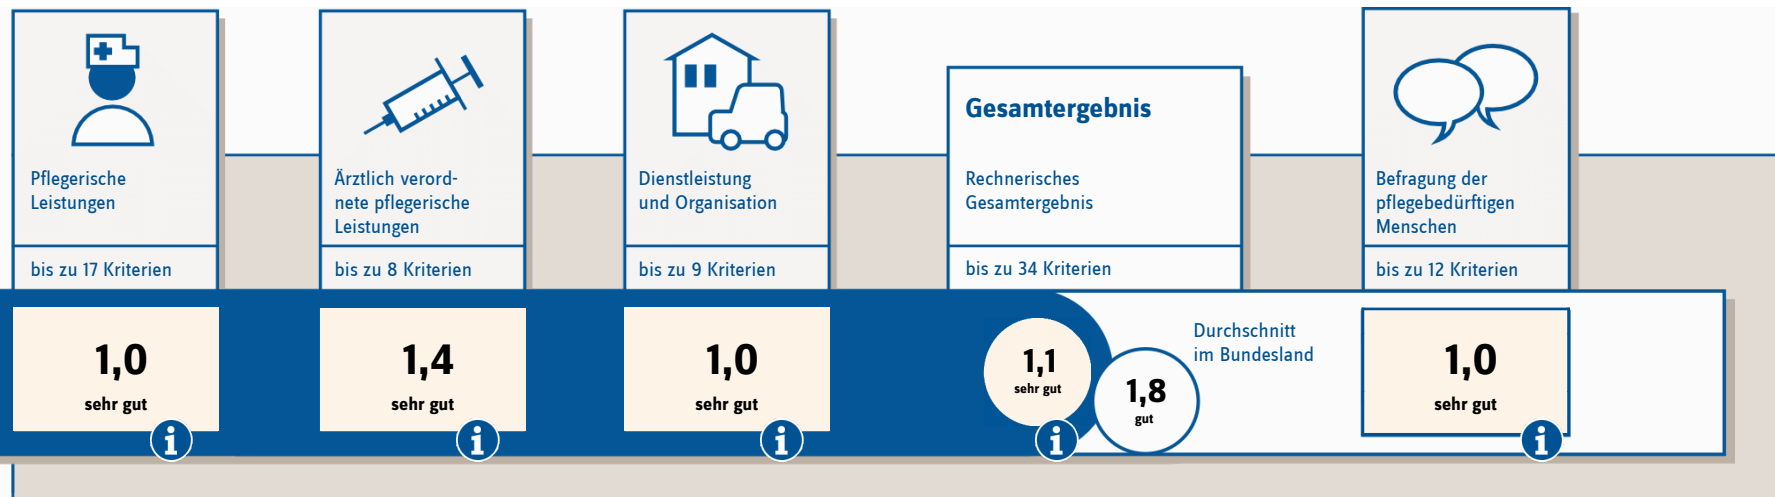 Pflegerische
Leistungen
bis zu 17 Kriterien
1,0
sehr gut
Ärztlich verord-
nete pflegerische
Leistungen
bis zu 8 Kriterien
1,4
sehr gut
Dienstleistung
und Organisation
bis zu 9 Kriterien
1,0
sehr gut
Gesamtergebnis
Rechnerisches
Gesamtergebnis
bis zu 34 Kriterien
1,1
sehr gut
1,8
gut
Durchschnitt
im Bundesland
Befragung der
pflegebedürftigen
Menschen
bis zu 12 Kriterien
1,0
sehr gut